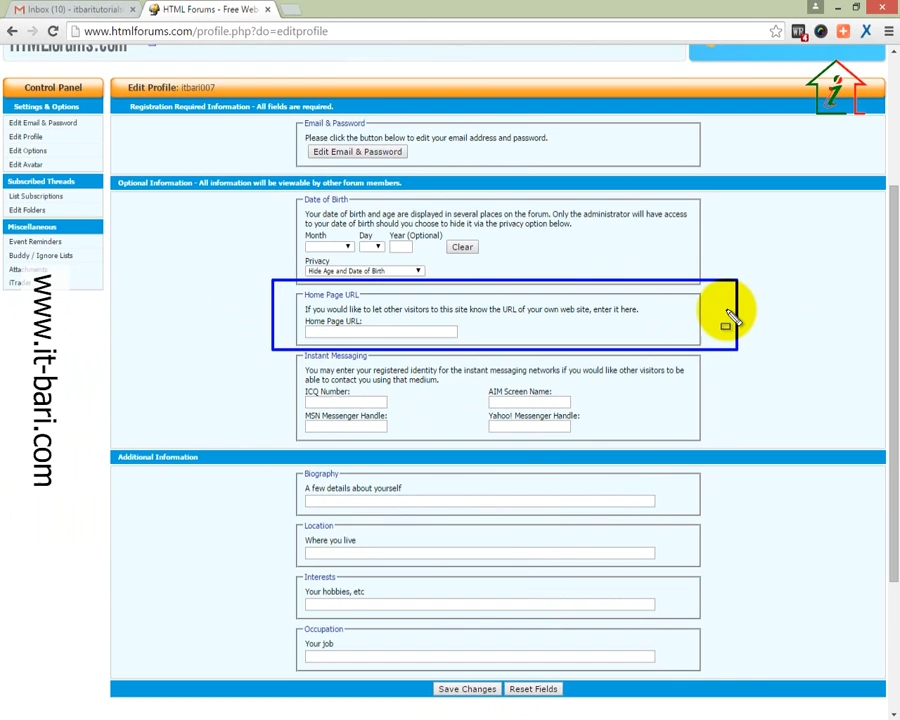 Inbox (10) - itbaritutorials
HTML Forums - Free Web
www.htmlforums.com/profile.php?do=editprofile
Control Panel
Settings & Options
Edit Email & Password
Edit Profile
Edit Options
Edit Avatar
Subscribed Threads
List Subscriptions
Edit Folders
Miscellaneous
Event Reminders
Buddy / Ignore Lists
www.it-bari.com
Edit Profile: itbari007
Registration Required Information - All fields are required.
Email & Password
Please click the button below to edit your email address and password.
Edit Email & Password
Optional Information - All information will be viewable by other forum members.
Date of Birth
Your date of birth and age are displayed in several places on the forum. Only the administrator will have access
to your date of birth should you choose to hide it via the privacy option below.
Month Day Year (Optional)
Clear
Privacy
Hide Age and Date of Birth
Home Page URL
If you would like to let other visitors to this site know the URL of your own web site, enter it here.
Home Page URL:
Instant Messaging
You may enter your registered identity for the instant messaging networks if you would like other visitors to be
able to contact you using that medium.
ICQ Number: AIM Screen Name:
MSN Messenger Handle: Yahoo! Messenger Handle:
Additional Information
Biography
A few details about yourself
Location
Where you live
Interests
Your hobbies, etc
Occupation
Your job
Save Changes Reset Fields